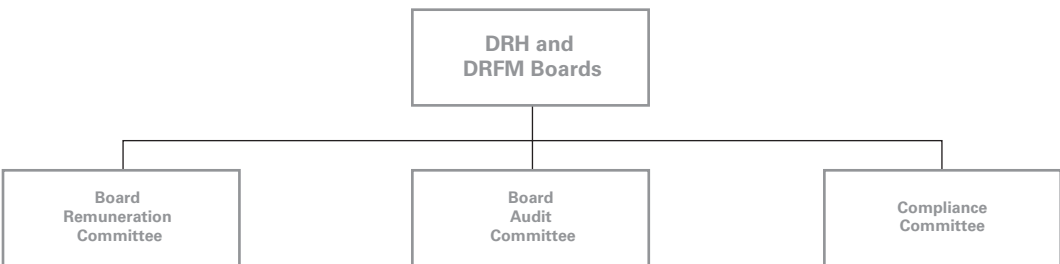 DRH and
DRFM Boards
Board
Remuneration
Committee
Board
Audit
Committee
Compliance
Committee